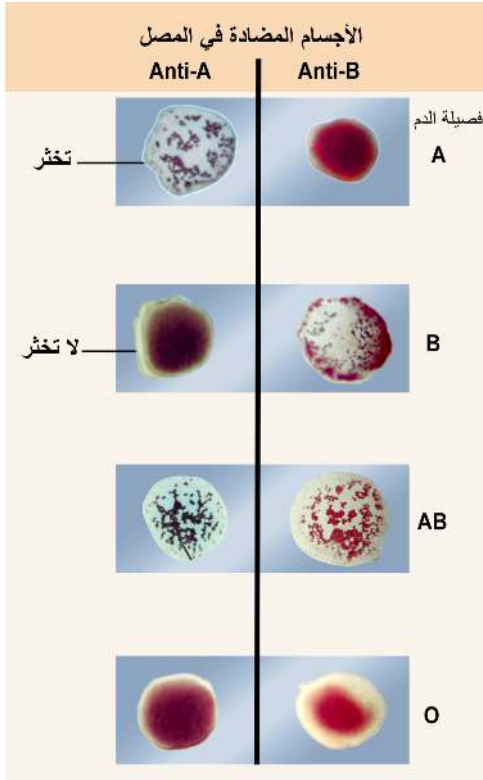 الأجسام المضادة في المصل
Anti-A Anti-B
فصيلة الدم
تخثر
A
لا تخثر
B
AB
O